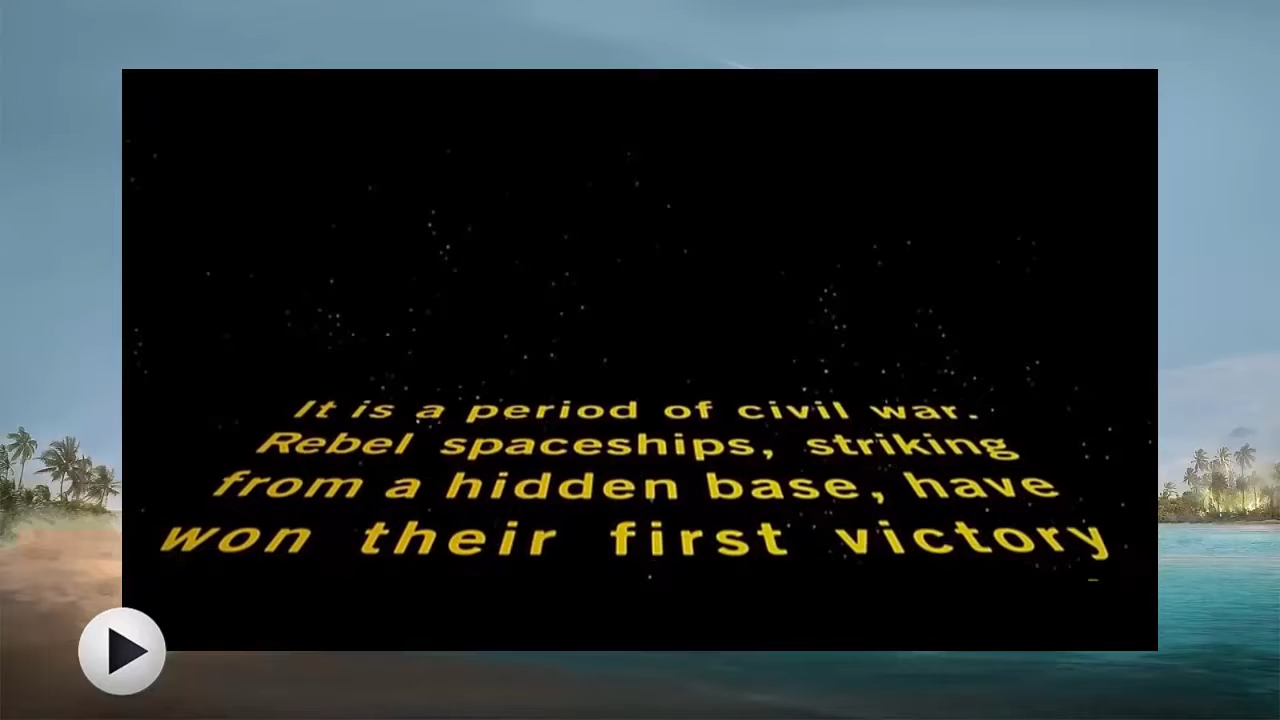 It is a period of civil war.
Rebel spaceships, striking
from a hidden base, have
won their first victory